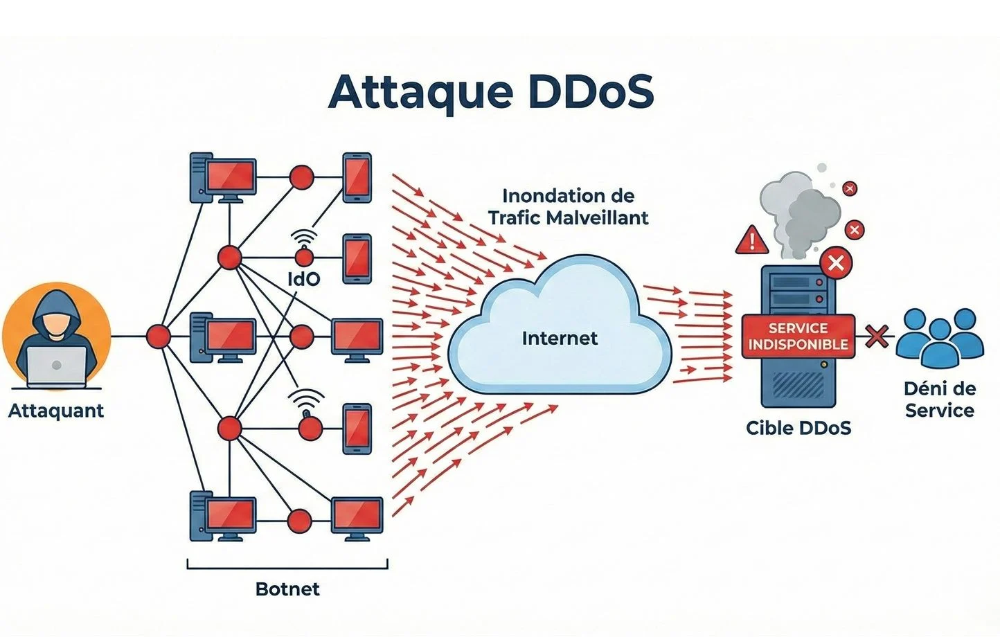 Attaque DDoS
Inondation de
Trafic Malveillant
IdO
Internet
SERVICE
INDISPONIBLE
Attaquant
Déni de
Service
Cible DDoS
Botnet